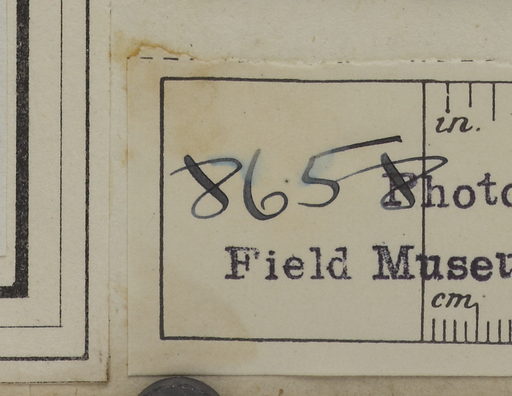 in.
8658
Photo
Field Museu
cm